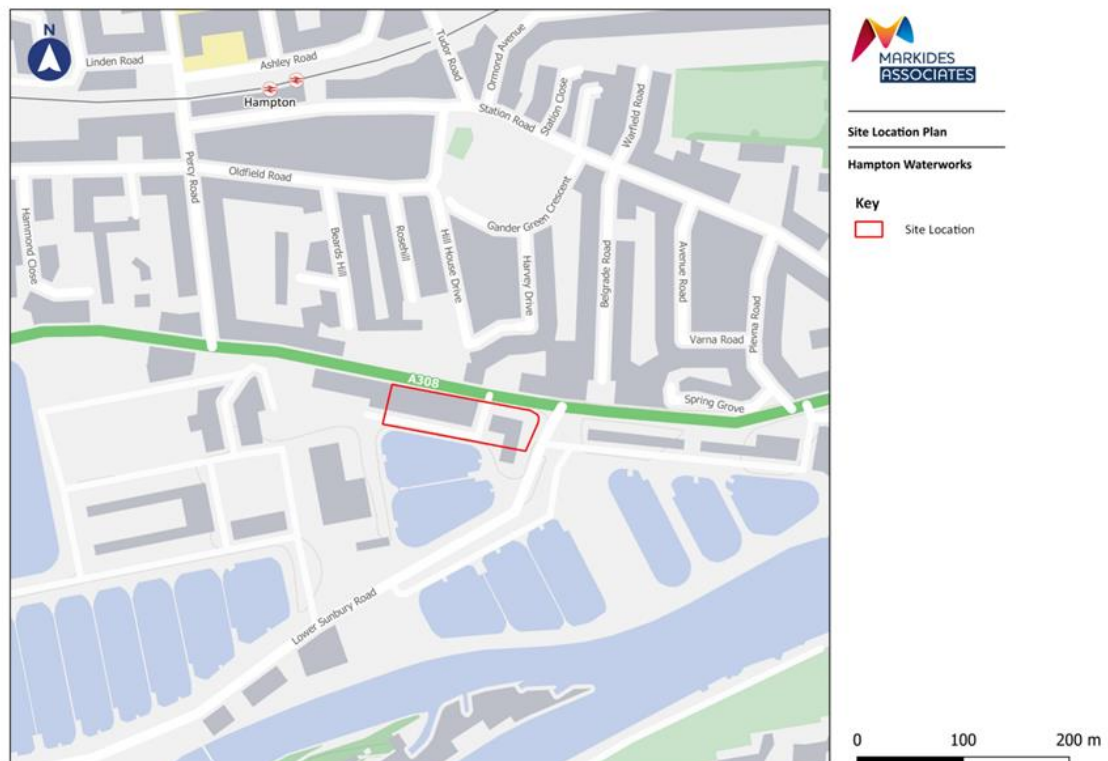 N
Linden Road
Ashley Road
Tudor Road
Ormond Avenue
Hampton
Station Road
Station Close
Warfield Road
Percy Road
Oldfield Road
Gander Green Crescent
Hammond Close
Beards Hill
Rosehill
Hill House Drive
Harvey Drive
Belgrade Road
Avenue Road
Plevna Road
Varna Road
A308
Spring Grove
Lower Sunbury Road
MARKIDES
ASSOCIATES
Site Location Plan
Hampton Waterworks
Key
Site Location
0 100 200 m